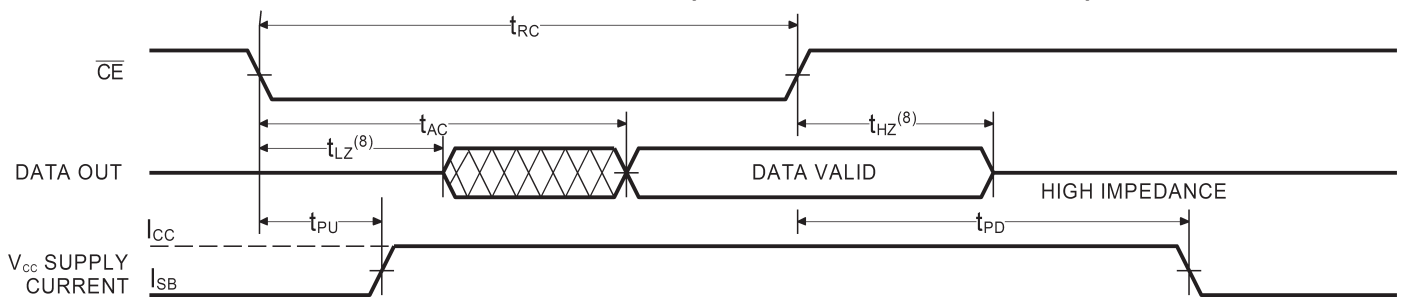 tRC
CE
tAC
tHZ(8)
tLZ(8)
DATA OUT
DATA VALID
HIGH IMPEDANCE
tPU
tPD
ICC
VCC SUPPLY
CURRENT
ISB